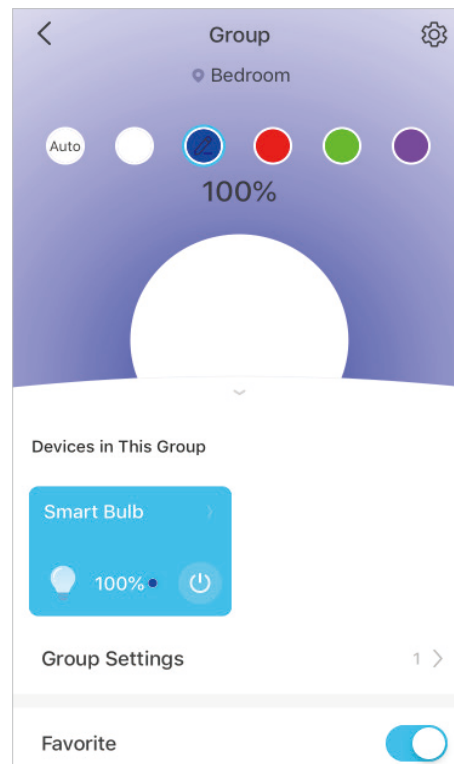 Group
Bedroom
Auto
100%
Devices in This Group
Smart Bulb
100%
Group Settings 1
Favorite